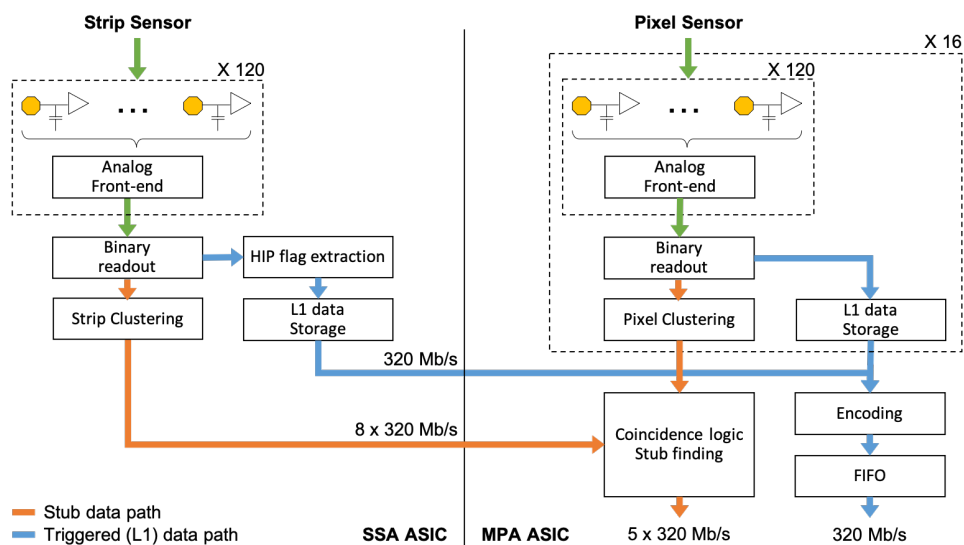 Strip Sensor
X 120
...
Analog
Front-end
Binary
readout
HIP flag extraction
Strip Clustering
L1 data
Storage
320 Mb/s
8 x 320 Mb/s
Stub data path
Triggered (L1) data path
SSA ASIC
Pixel Sensor
X 16
X 120
...
Analog
Front-end
Binary
readout
Pixel Clustering
L1 data
Storage
Coincidence logic
Stub finding
Encoding
FIFO
MPA ASIC
5 x 320 Mb/s
320 Mb/s